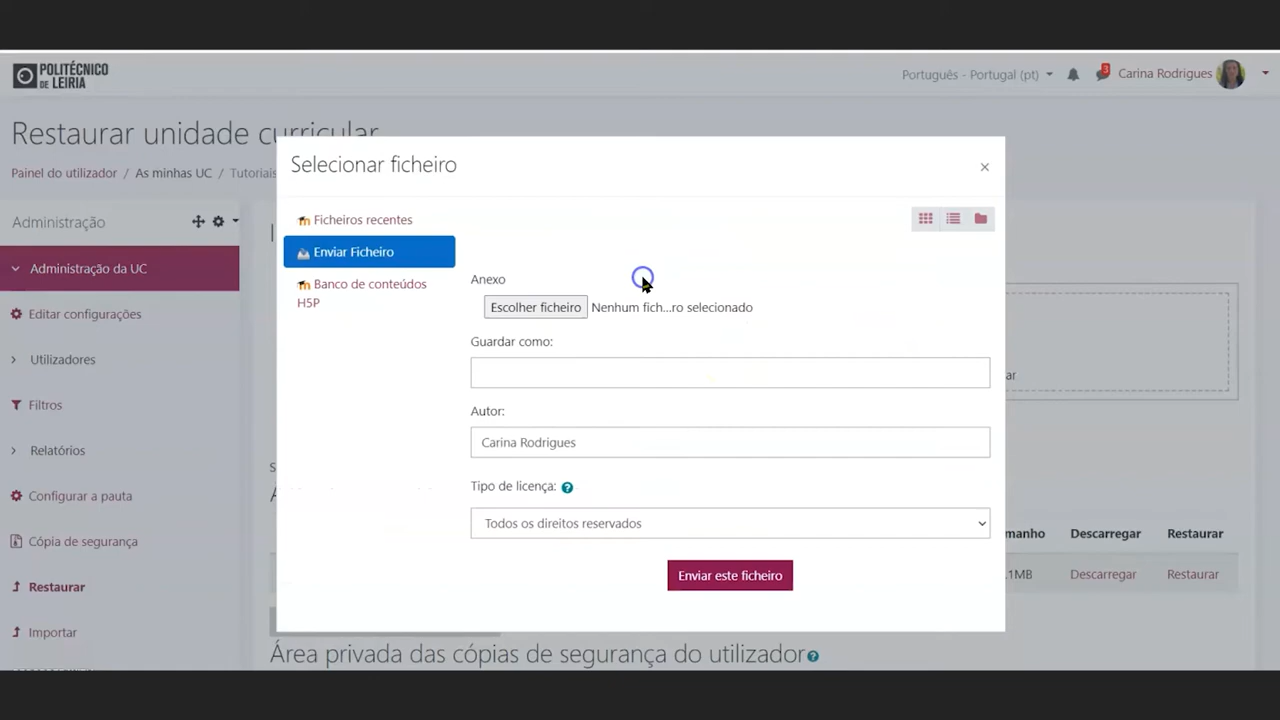 POLITÉCNICO
DE LEIRIA
Português - Portugal (pt)
3
Carina Rodrigues
Restaurar unidade curricular
Painel do utilizador / As minhas UC / Tutoriais
Selecionar ficheiro
×
Administração
Ficheiros recentes
Enviar Ficheiro
Banco de conteúdos
H5P
Administração da UC
Editar configurações
Utilizadores
Filtros
Relatórios
Configurar a pauta
Cópia de segurança
Restaurar
Importar
Anexo
Escolher ficheiro Nenhum fich...ro selecionado
Guardar como:
Autor:
Carina Rodrigues
Tipo de licença: ?
Todos os direitos reservados
Enviar este ficheiro
ar
manho Descarregar Restaurar
.1MB Descarregar Restaurar
Área privada das cópias de segurança do utilizador ?